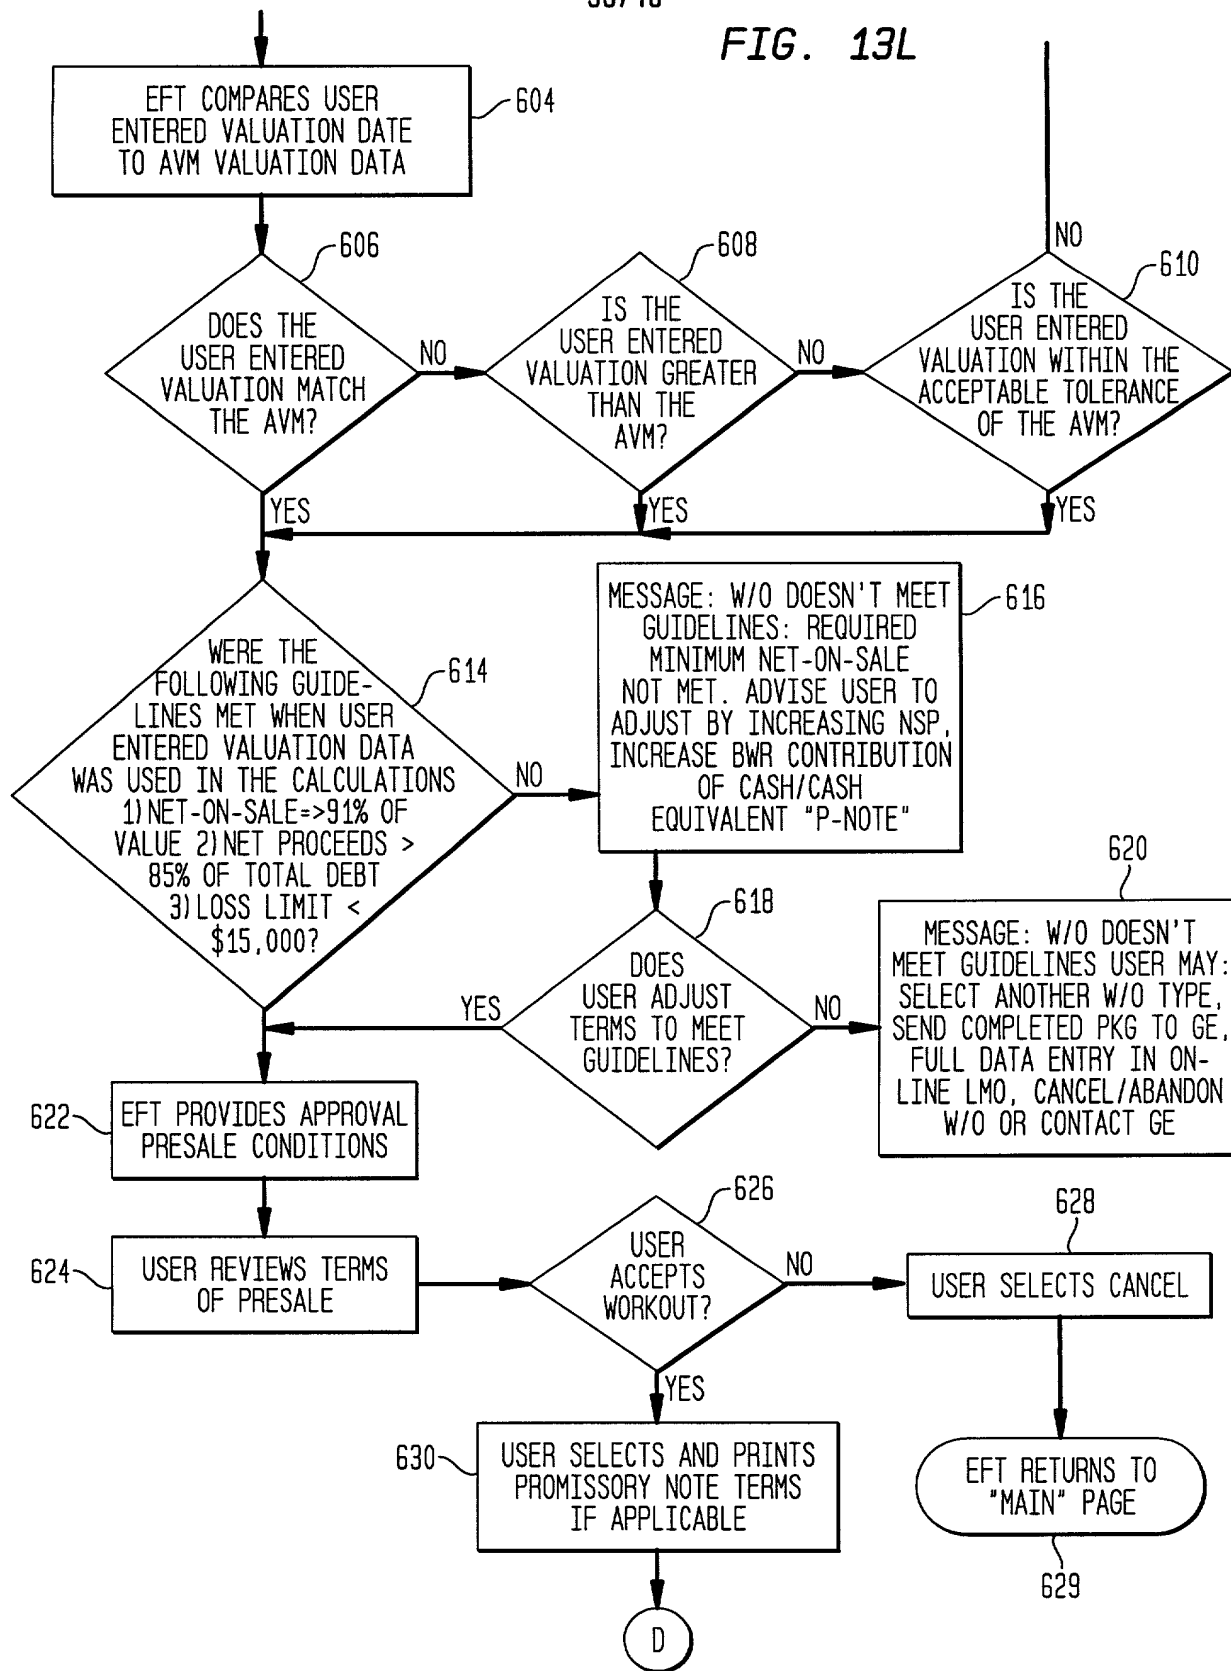 FIG. 13L
EFT COMPARES USER
ENTERED VALUATION DATE
TO AVM VALUATION DATA
604
606
DOES THE
USER ENTERED
VALUATION MATCH
THE AVM?
NO
YES
608
IS THE
USER ENTERED
VALUATION GREATER
THAN THE
AVM?
NO
YES
NO
610
IS THE
USER ENTERED
VALUATION WITHIN THE
ACCEPTABLE TOLERANCE
OF THE AVM?
YES
614
WERE THE
FOLLOWING GUIDE-
LINES MET WHEN USER
ENTERED VALUATION DATA
WAS USED IN THE CALCULATIONS
1)NET-ON-SALE=>91% OF
VALUE 2)NET PROCEEDS >
85% OF TOTAL DEBT
3)LOSS LIMIT <
$15,000?
NO
MESSAGE: W/O DOESN'T MEET
GUIDELINES: REQUIRED
MINIMUM NET-ON-SALE
NOT MET. ADVISE USER TO
ADJUST BY INCREASING NSP,
INCREASE BWR CONTRIBUTION
OF CASH/CASH
EQUIVALENT "P-NOTE"
616
618
DOES
USER ADJUST
TERMS TO MEET
GUIDELINES?
YES
NO
620
MESSAGE: W/O DOESN'T
MEET GUIDELINES USER MAY:
SELECT ANOTHER W/O TYPE,
SEND COMPLETED PKG TO GE,
FULL DATA ENTRY IN ON-
LINE LMO, CANCEL/ABANDON
W/O OR CONTACT GE
622
EFT PROVIDES APPROVAL
PRESALE CONDITIONS
624
USER REVIEWS TERMS
OF PRESALE
626
USER
ACCEPTS
WORKOUT?
NO
YES
628
USER SELECTS CANCEL
EFT RETURNS TO
"MAIN" PAGE
629
630
USER SELECTS AND PRINTS
PROMISSORY NOTE TERMS
IF APPLICABLE
D